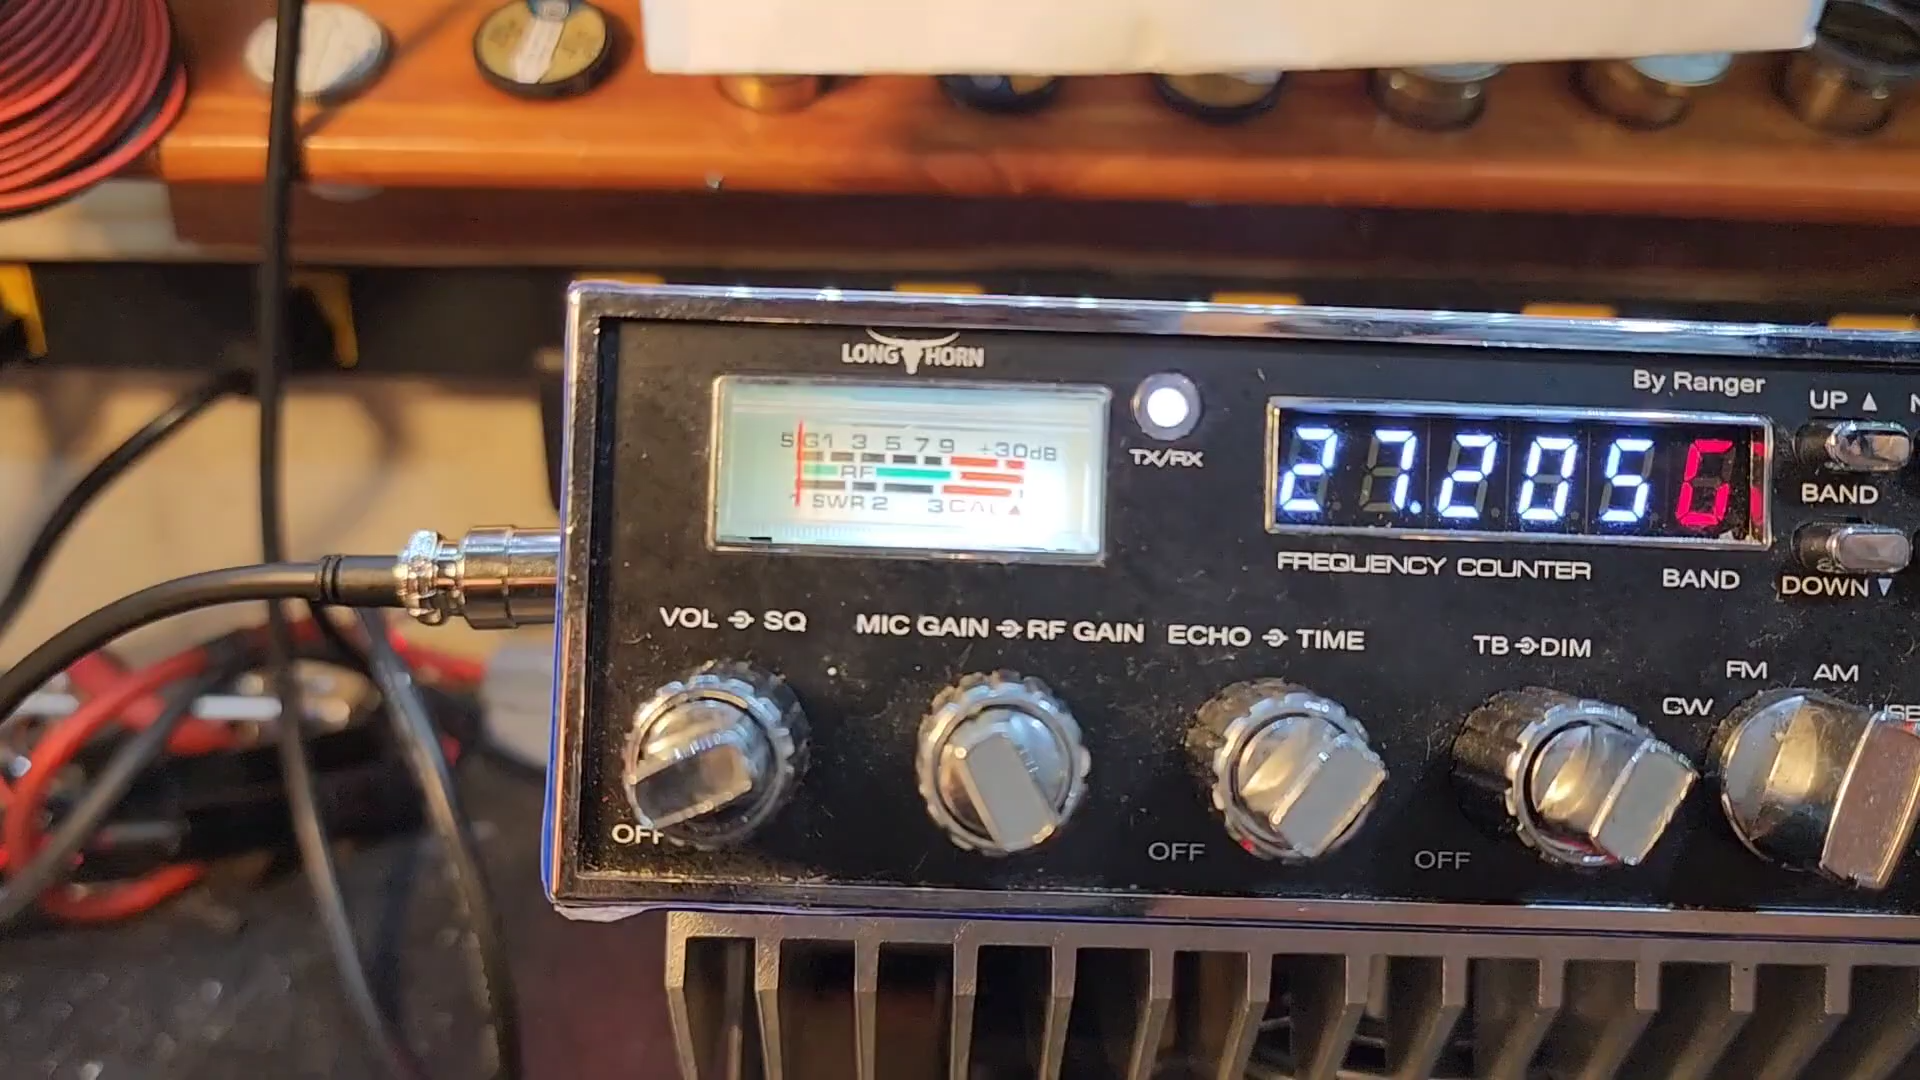 LONG HORN
By Ranger
UP ▲
5 G 1 3 5 7 9 +30dB
RF
1 SWR 2 3 CAL ▲
TX/RX
27.205
BAND
FREQUENCY COUNTER
BAND
DOWN ▼
VOL SQ
MIC GAIN RF GAIN
ECHO TIME
TB DIM
FM
AM
CW
OFF
OFF
OFF